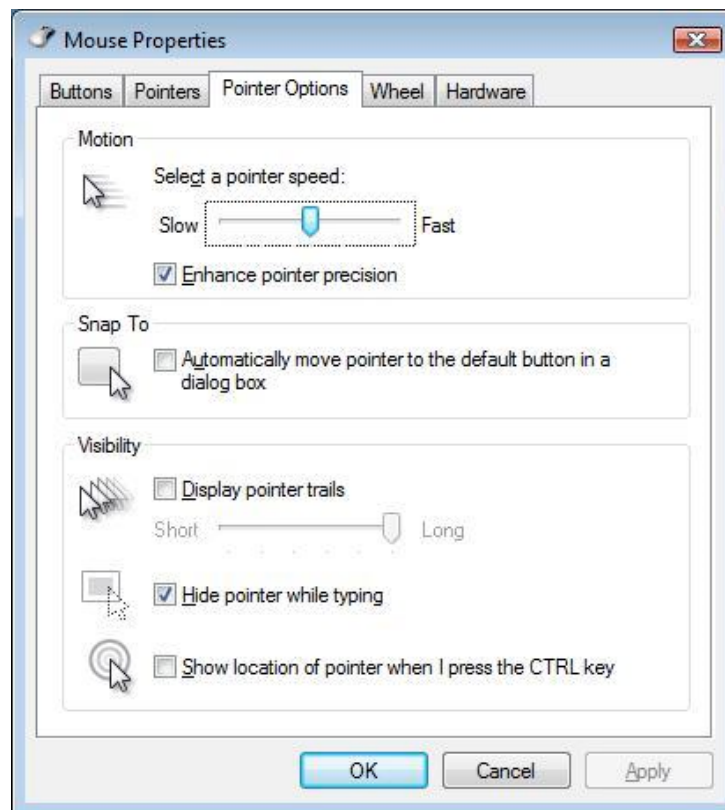 Mouse Properties
Buttons Pointers Pointer Options Wheel Hardware
Motion
Select a pointer speed:
Slow Fast
Enhance pointer precision
Snap To
Automatically move pointer to the default button in a
dialog box
Visibility
Display pointer trails
Short Long
Hide pointer while typing
Show location of pointer when I press the CTRL key
OK Cancel Apply